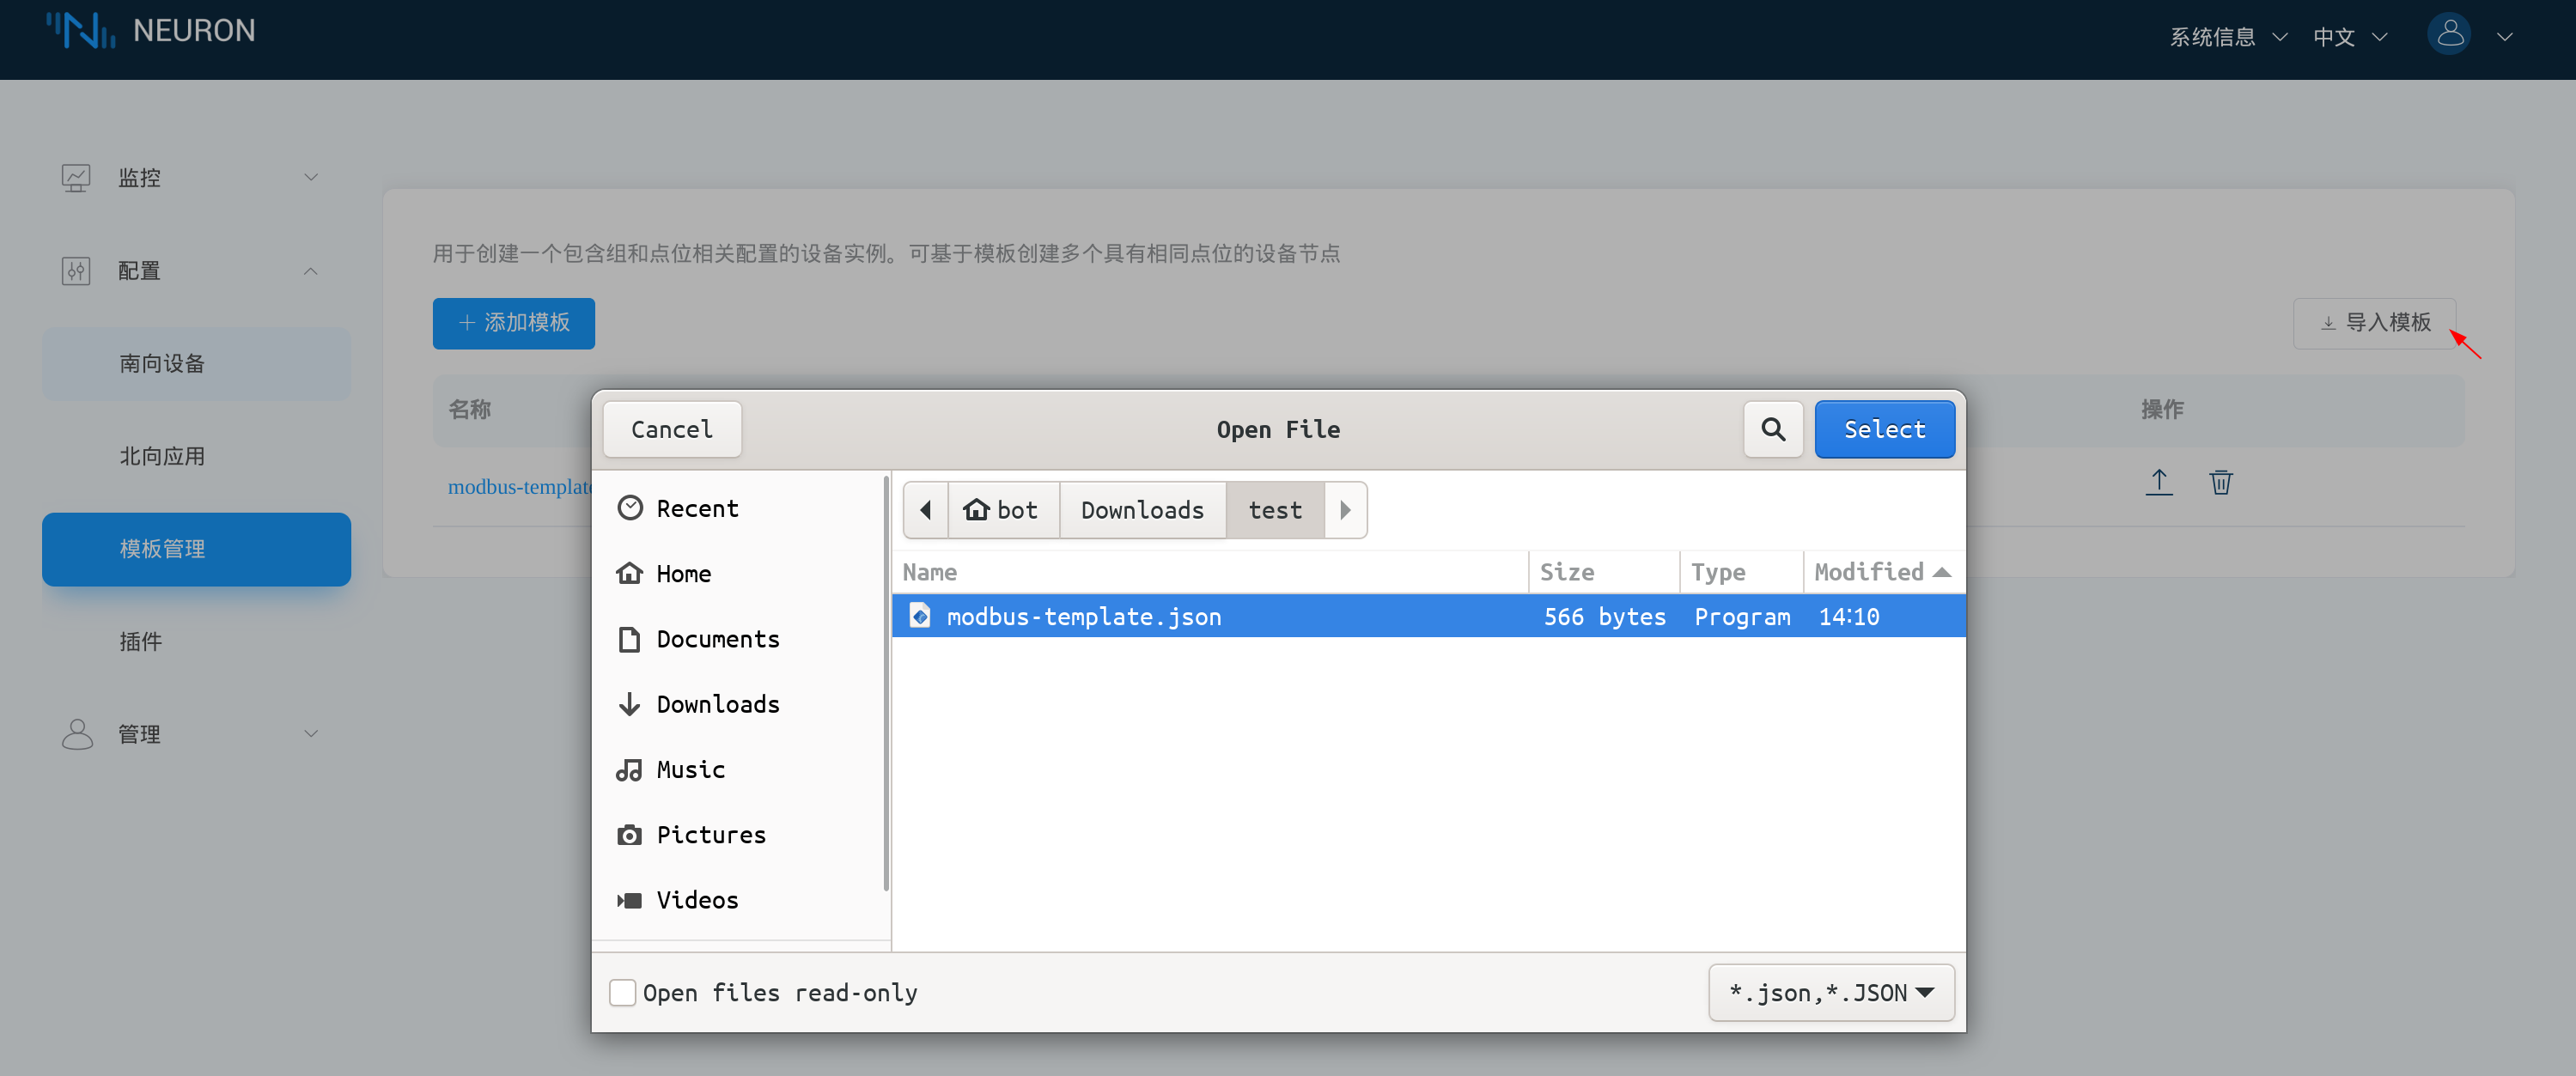 NEURON
系统信息
中文
监控
配置
南向设备
北向应用
模板管理
插件
管理
用于创建一个包含组和点位相关配置的设备实例。可基于模板创建多个具有相同点位的设备节点
添加模板
导入模板
名称
操作
modbus-template
Cancel
Open File
Select
Recent
Home
Documents
Downloads
Music
Pictures
Videos
bot
Downloads
test
Name
Size
Type
Modified
modbus-template.json
566 bytes
Program
14:10
Open files read-only
*.json,*.JSON